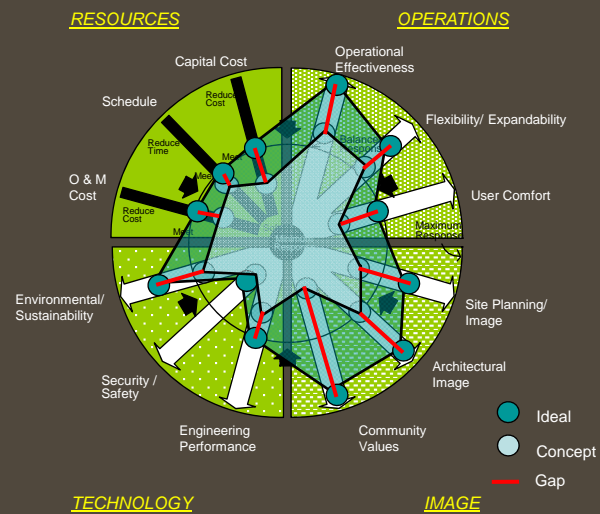 RESOURCES
OPERATIONS
Capital Cost
Operational
Effectiveness
Schedule
Reduce
Cost
Flexibility/ Expandability
Reduce
Time
Meet
Balance
Respons
O & M
Cost
Meet
User Comfort
Reduce
Cost
Meet
Maximum
Response
Environmental/
Sustainability
Site Planning/
Image
Security /
Safety
Architectural
Image
Engineering
Performance
Community
Values
Ideal
Concept
Gap
TECHNOLOGY
IMAGE